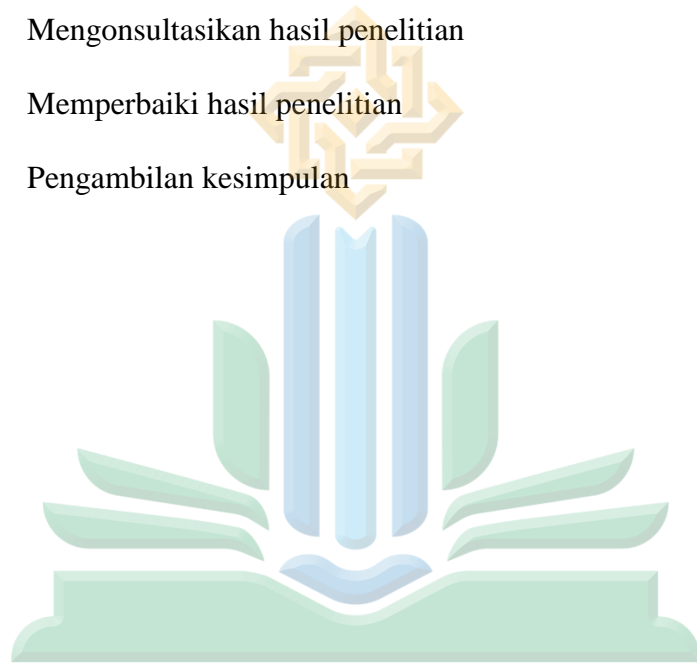 Mengonsultasikan hasil penelitian
Memperbaiki hasil penelitian
Pengambilan kesimpulan